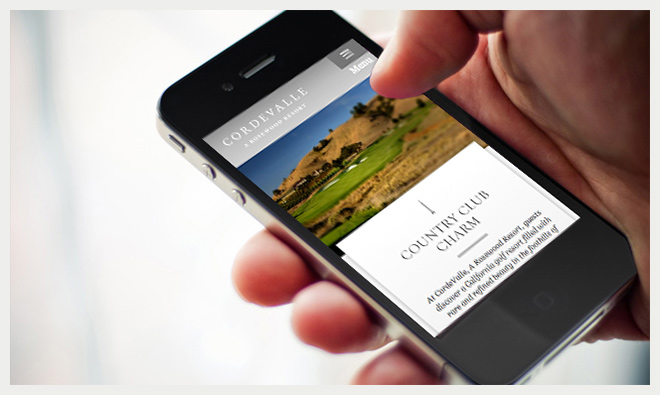 Menu
CORDEVALLE
A ROSEWOOD RESORT
COUNTRY CLUB
CHARM
At CordeValle, A Rosewood Resort, guests
discover a California golf resort filled with
rare and refined beauty in the foothills of